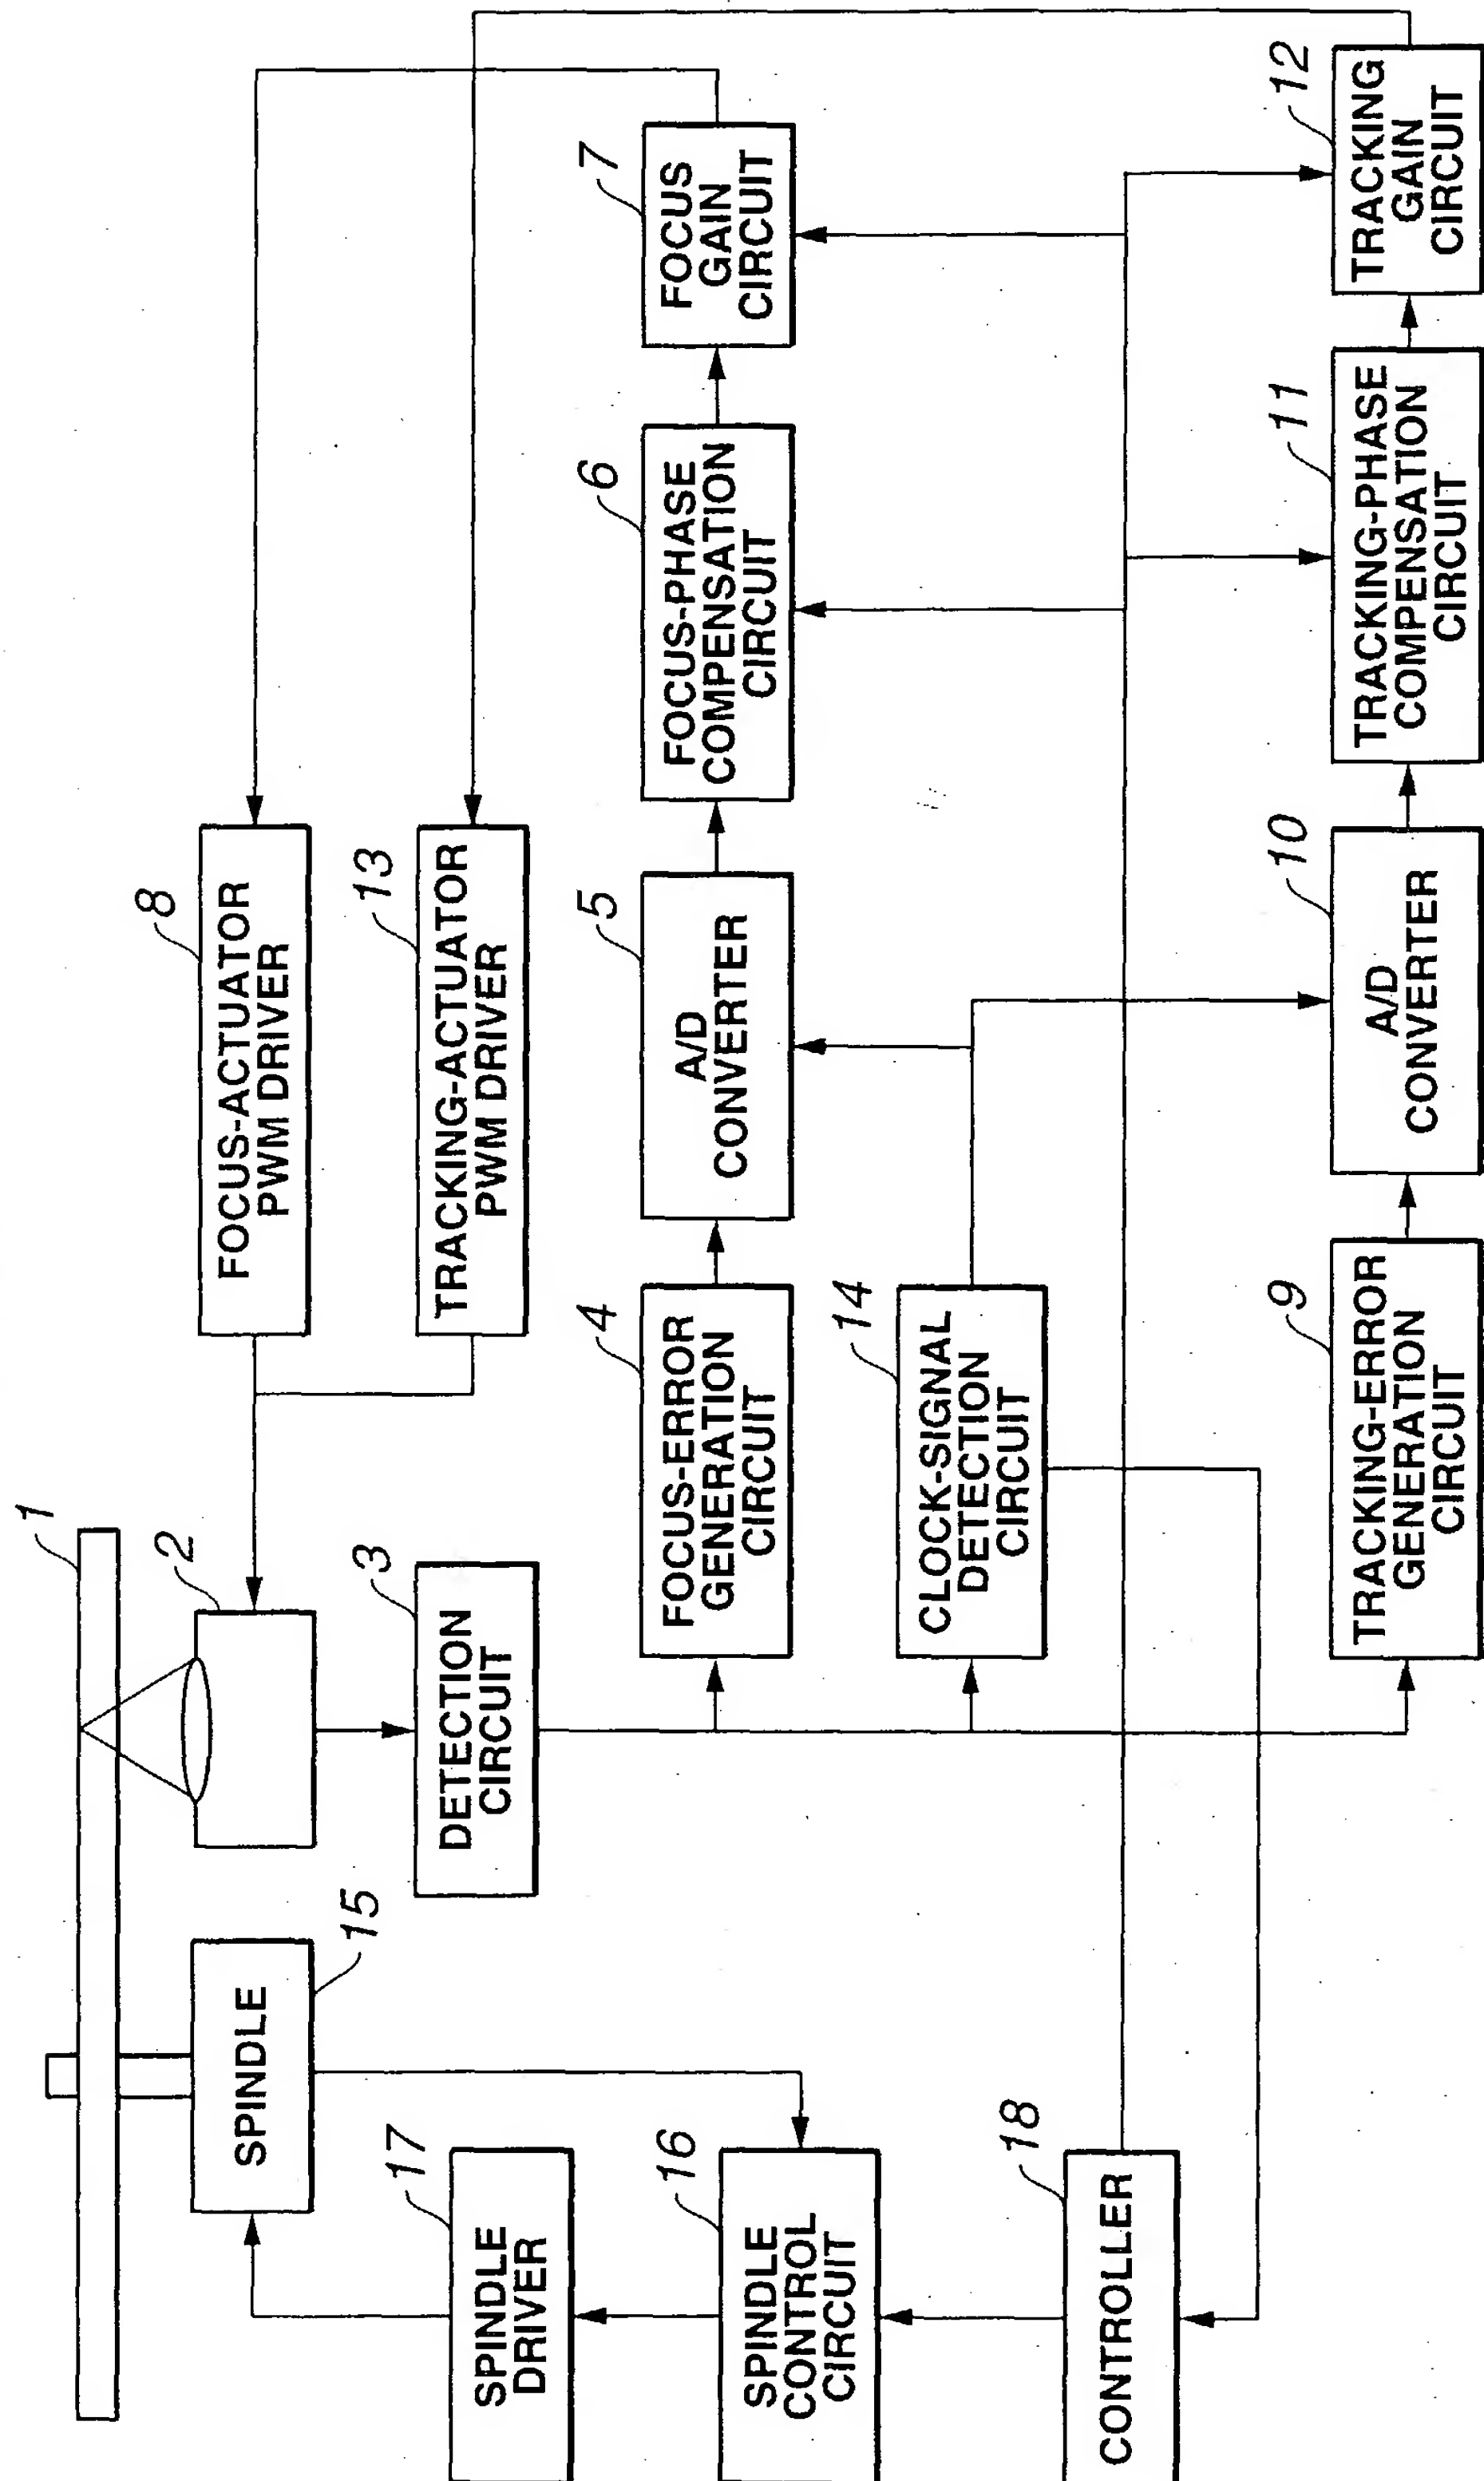 1
2
SPINDLE
15
DETECTION
CIRCUIT
3
FOCUS-ACTUATOR
PWM DRIVER
8
TRACKING-ACTUATOR
PWM DRIVER
13
SPINDLE
DRIVER
17
SPINDLE
CONTROL
CIRCUIT
16
FOCUS-ERROR
GENERATION
CIRCUIT
4
A/D
CONVERTER
5
FOCUS-PHASE
COMPENSATION
CIRCUIT
6
FOCUS
GAIN
CIRCUIT
7
CLOCK-SIGNAL
DETECTION
CIRCUIT
14
CONTROLLER
18
TRACKING-ERROR
GENERATION
CIRCUIT
9
A/D
CONVERTER
10
TRACKING-PHASE
COMPENSATION
CIRCUIT
11
TRACKING
GAIN
CIRCUIT
12